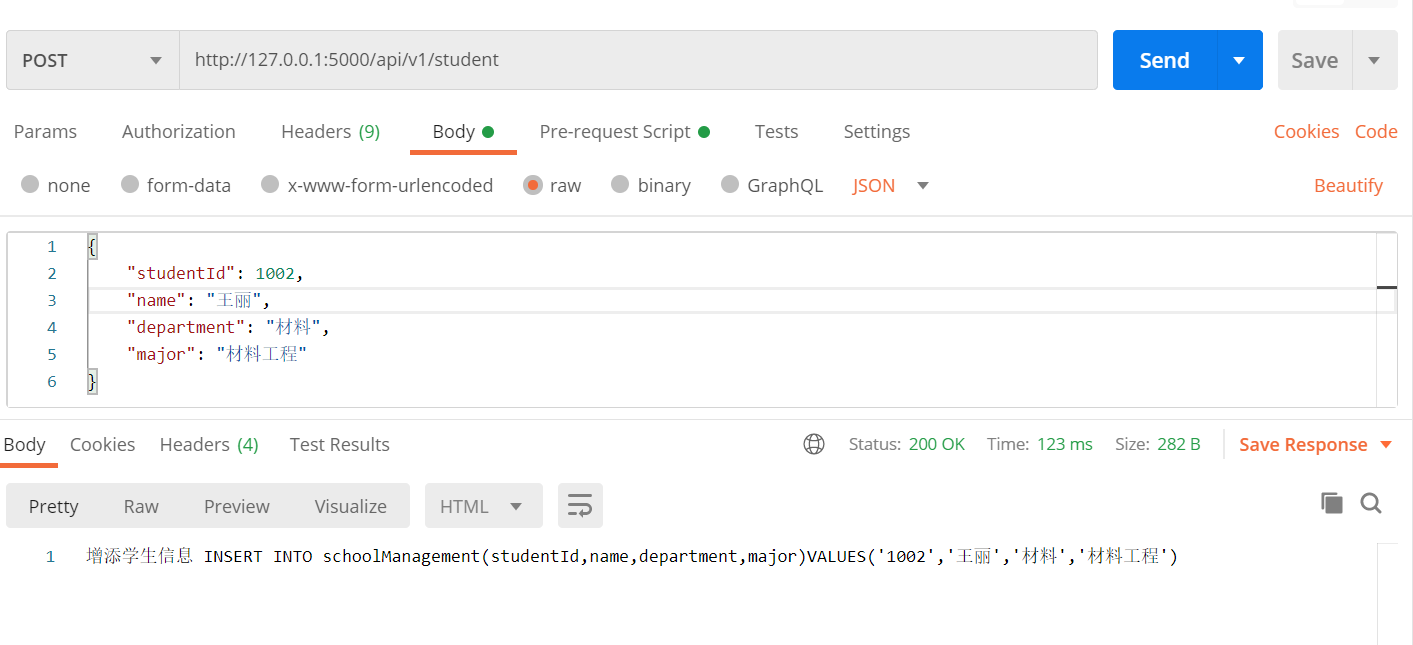 POST http://127.0.0.1:5000/api/v1/student Send Save
Params Authorization Headers (9) Body Pre-request Script Tests Settings Cookies Code
none form-data x-www-form-urlencoded raw binary GraphQL JSON Beautify
1 {
2 "studentId": 1002,
3 "name": "王丽",
4 "department": "材料",
5 "major": "材料工程"
6 }
Body Cookies Headers (4) Test Results Status: 200 OK Time: 123 ms Size: 282 B Save Response
Pretty Raw Preview Visualize HTML
1 增添学生信息 INSERT INTO schoolManagement(studentId,name,department,major)VALUES('1002','王丽','材料','材料工程')